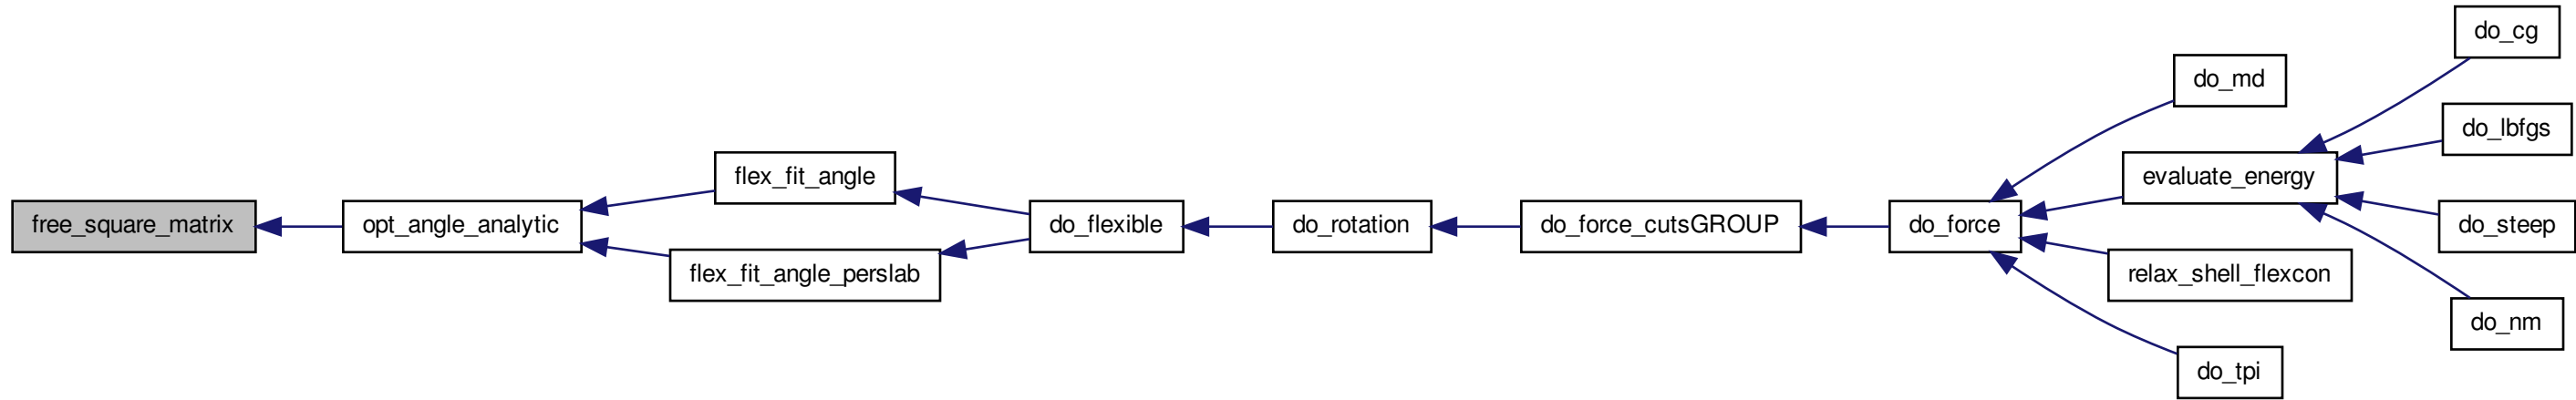 free_square_matrix
opt_angle_analytic
flex_fit_angle
flex_fit_angle_perslab
do_flexible
do_rotation
do_force_cutsGROUP
do_force
do_md
evaluate_energy
relax_shell_flexcon
do_tpi
do_cg
do_lbfgs
do_steep
do_nm